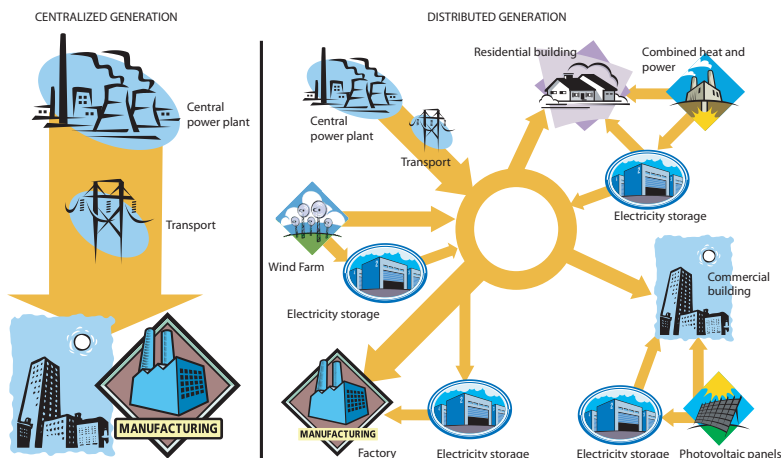 CENTRALIZED GENERATION
Central
power plant
Transport
MANUFACTURING
DISTRIBUTED GENERATION
Residential building
Combined heat and
power
Central
power plant
Transport
Electricity storage
Wind Farm
Electricity storage
Commercial
building
MANUFACTURING
Factory
Electricity storage
Electricity storage
Photovoltaic panels